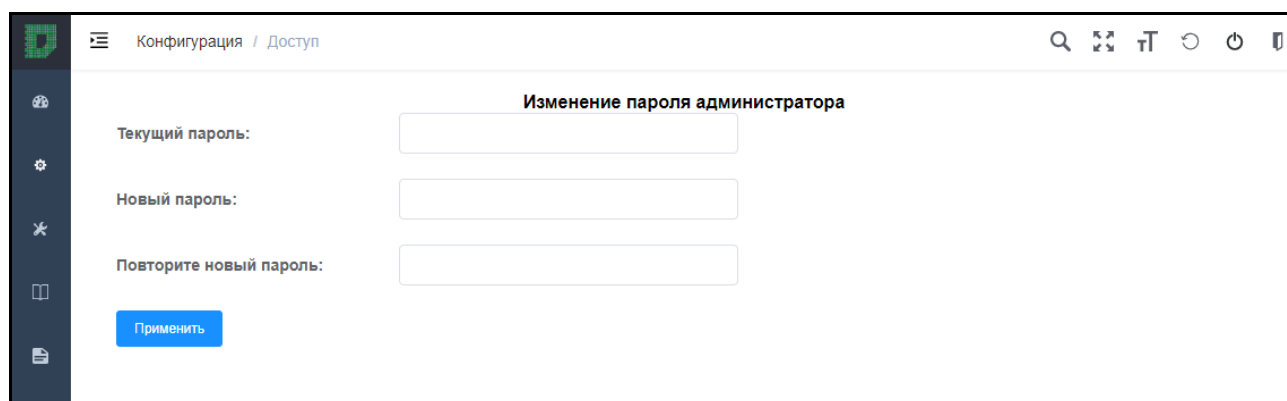 Конфигурация / Доступ
Изменение пароля администратора
Текущий пароль:
Новый пароль:
Повторите новый пароль:
Применить